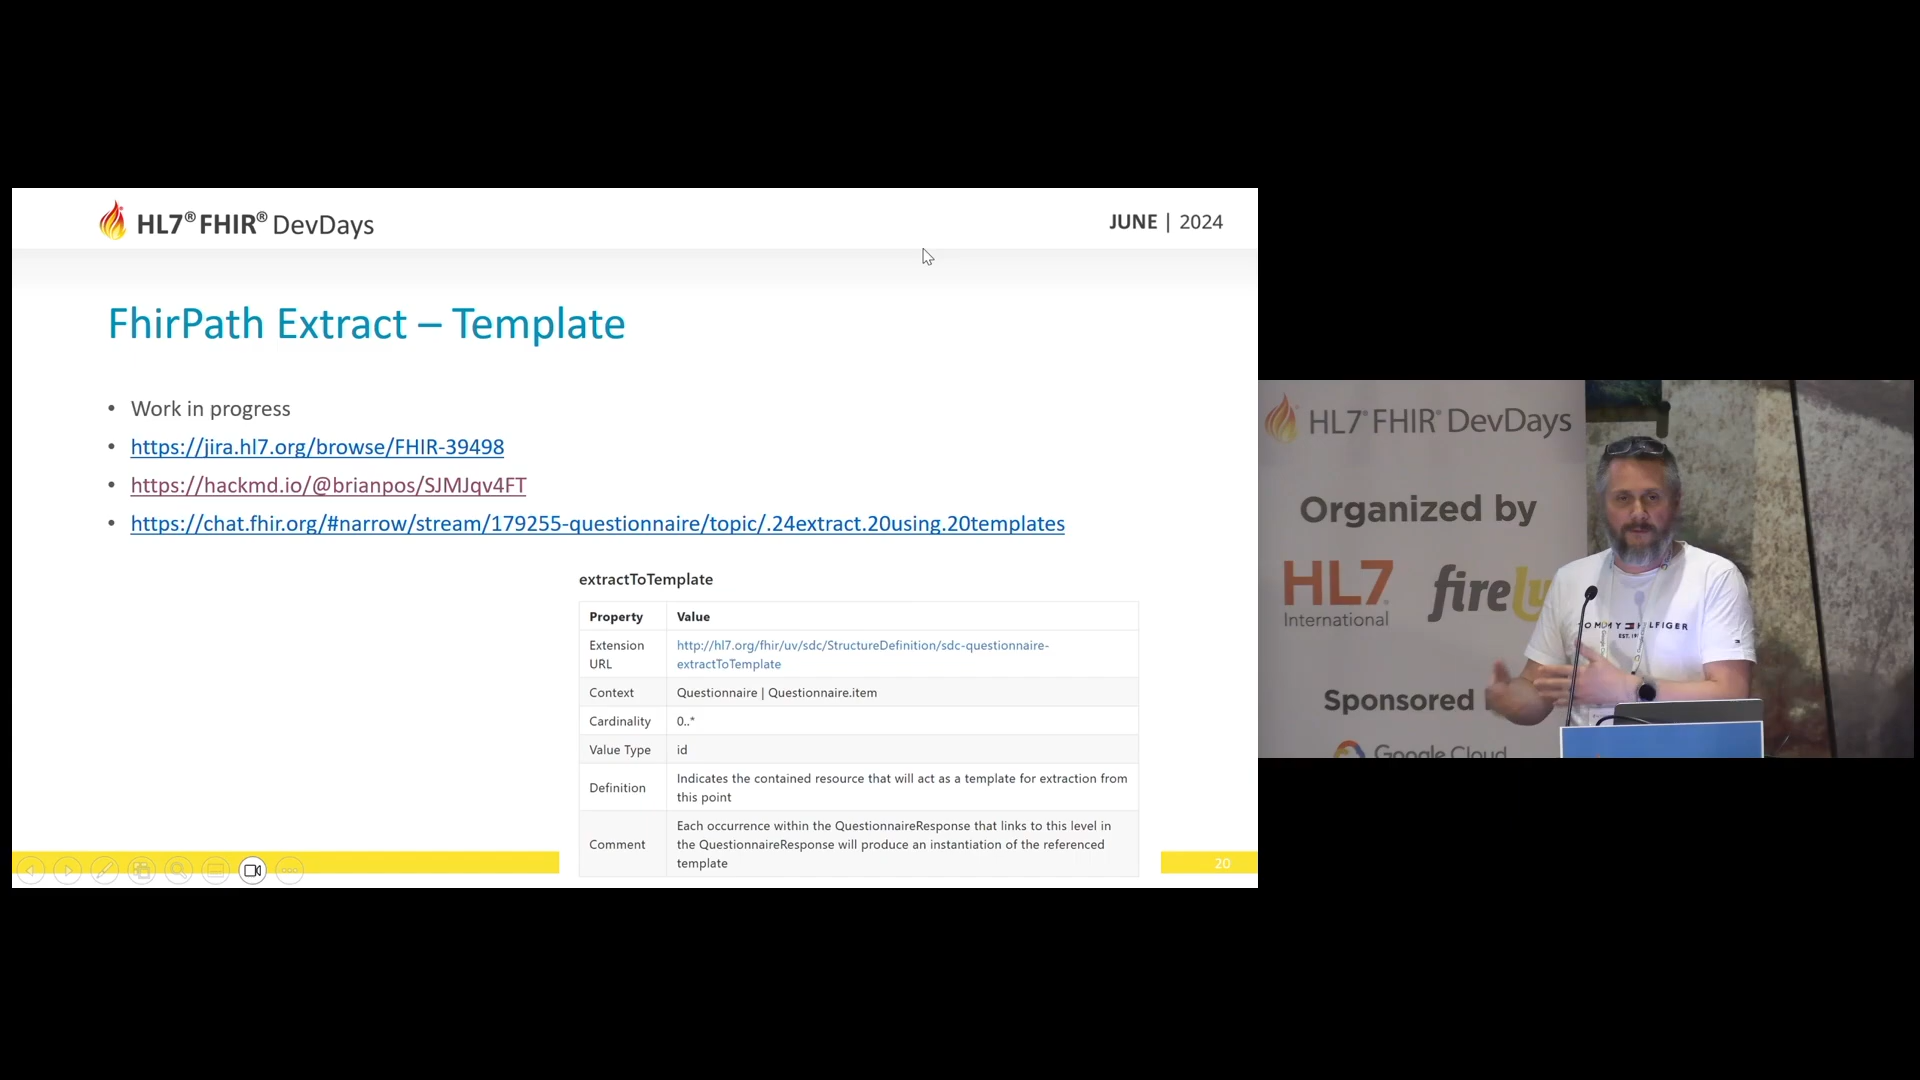 HL7® FHIR® DevDays
JUNE | 2024
FhirPath Extract – Template
• Work in progress
• https://jira.hl7.org/browse/FHIR-39498
• https://hackmd.io/@brianpos/SJMJqv4FT
• https://chat.fhir.org/#narrow/stream/179255-questionnaire/topic/.24extract.20using.20templates
extractToTemplate
Property Value
Extension URL http://hl7.org/fhir/uv/sdc/StructureDefinition/sdc-questionnaire-
extractToTemplate
Context Questionnaire | Questionnaire.item
Cardinality 0..*
Value Type id
Definition Indicates the contained resource that will act as a template for extraction from
this point
Comment Each occurrence within the QuestionnaireResponse that links to this level in
the QuestionnaireResponse will produce an instantiation of the referenced
template
20
HL7® FHIR® DevDays
Organized by
HL7
International
firely
Sponsored
Google Cloud
TOMMY HILFIGER